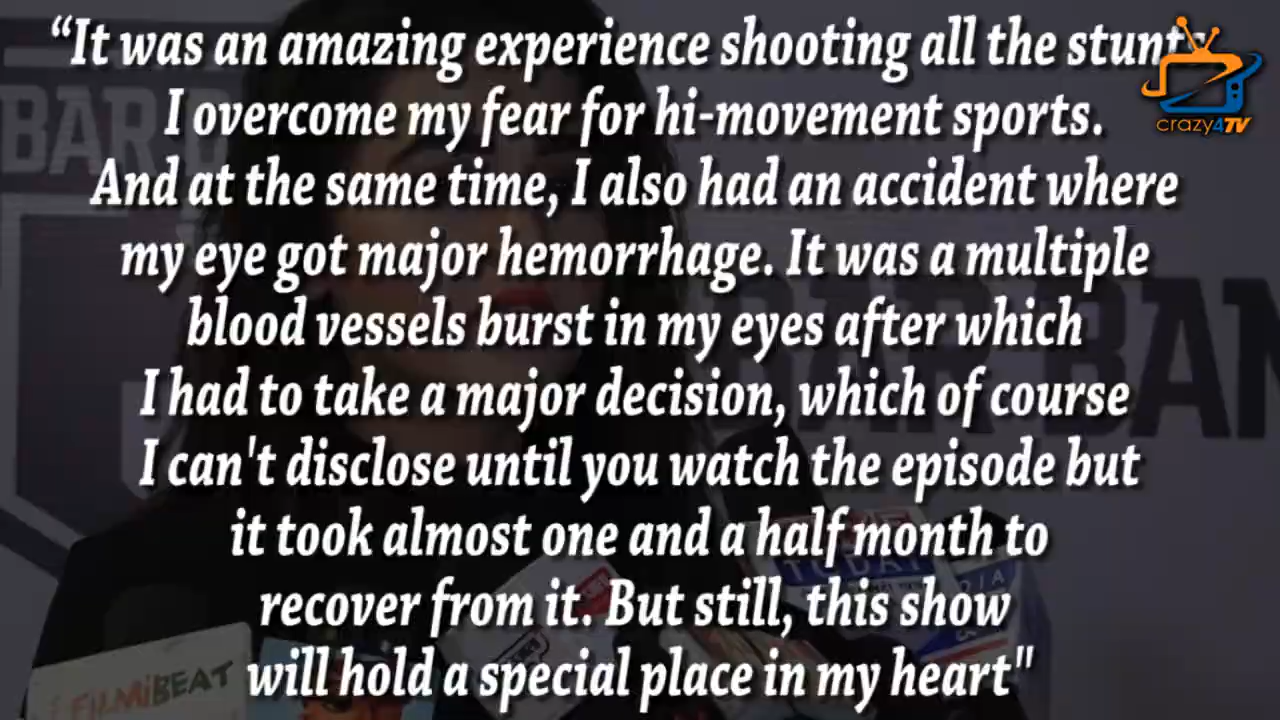 “It was an amazing experience shooting all the stunts
I overcome my fear for hi-movement sports.
And at the same time, I also had an accident where
my eye got major hemorrhage. It was a multiple
blood vessels burst in my eyes after which
I had to take a major decision, which of course
I can't disclose until you watch the episode but
it took almost one and a half month to
recover from it. But still, this show
will hold a special place in my heart"
crazy4TV
BAR
BAR BAN
TODAY
FILMIBEAT